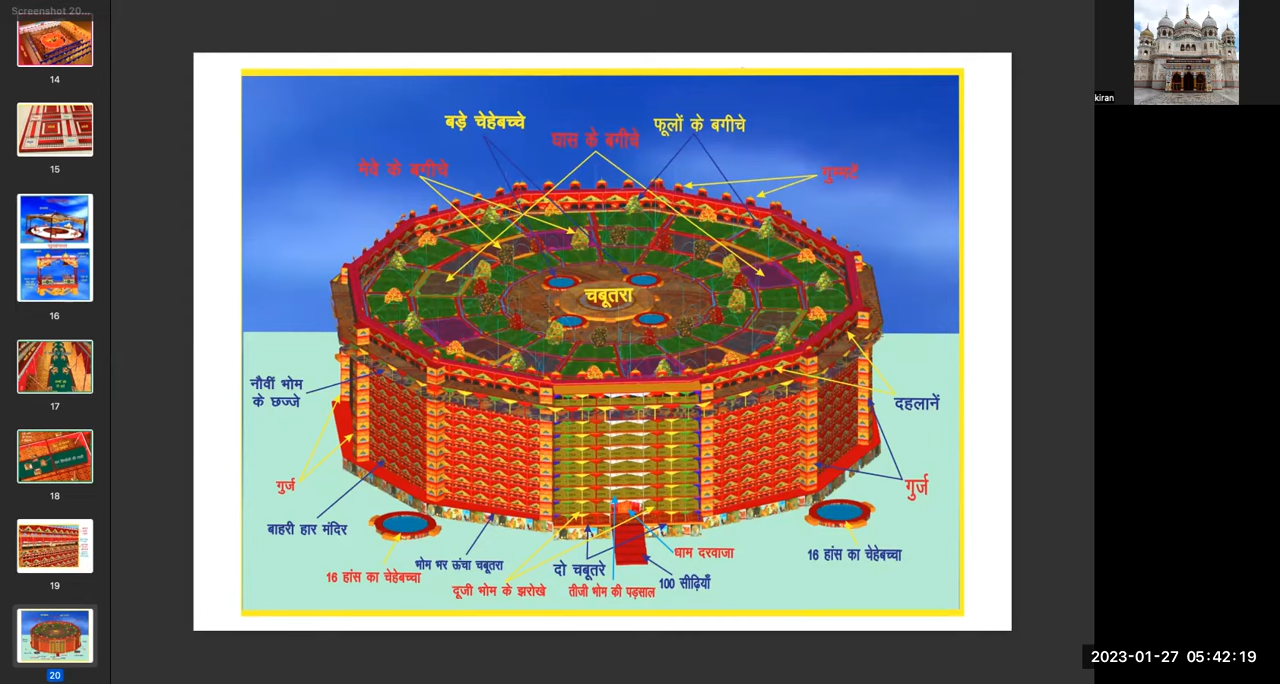 Screenshot 20...
14
15
16
17
18
19
20
बड़े चेहेबच्चे
घास के बगीचे
फूलों के बगीचे
मेवे के बगीचे
गुम्मटें
चबूतरा
नौवीं भोम
के छज्जे
दहलानें
गुर्ज
गुर्ज
बाहरी हार मंदिर
भोम भर ऊंचा चबूतरा
दो चबूतरे
धाम दरवाजा
16 हांस का चेहेबच्चा
16 हांस का चेहेबच्चा
दूजी भोम के झरोखे
तीजी भोम की पड़साल
100 सीढ़ियाँ
kiran
2023-01-27 05:42:19